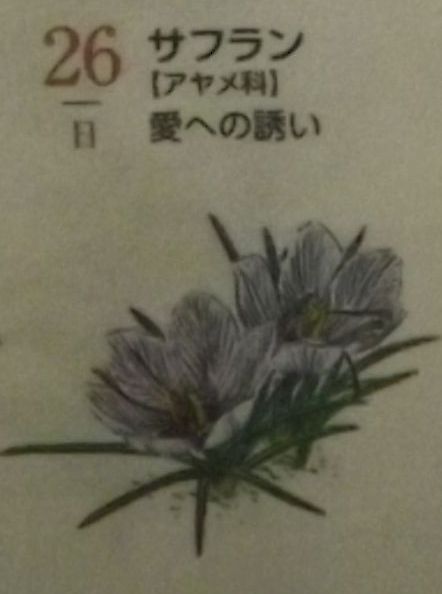 26
日
サフラン
【アヤメ科】
愛への誘い